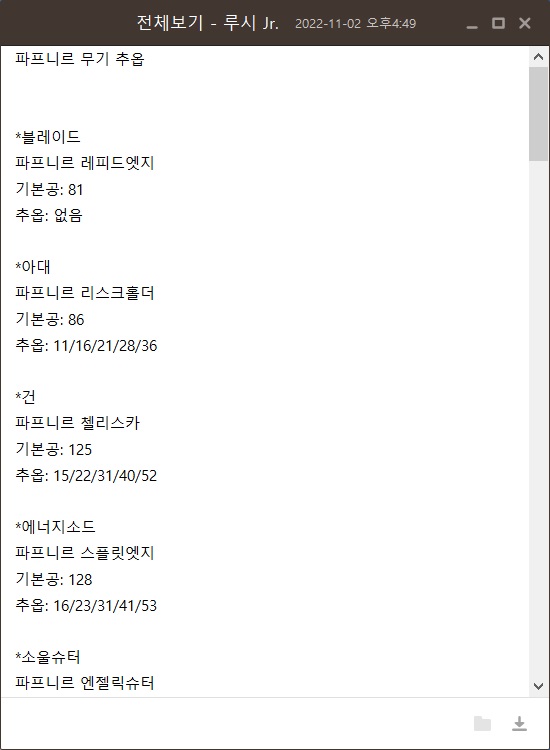 전체보기 - 루시 Jr. 2022-11-02 오후4:49
파프니르 무기 추옵
*블레이드
파프니르 래피드엣지
기본공: 81
추옵: 없음
*아대
파프니르 리스크홀더
기본공: 86
추옵: 11/16/21/28/36
*건
파프니르 첼리스카
기본공: 125
추옵: 15/22/31/40/52
*에너지소드
파프니르 스플릿엣지
기본공: 128
추옵: 16/23/31/41/53
*소울슈터
파프니르 엔젤릭슈터